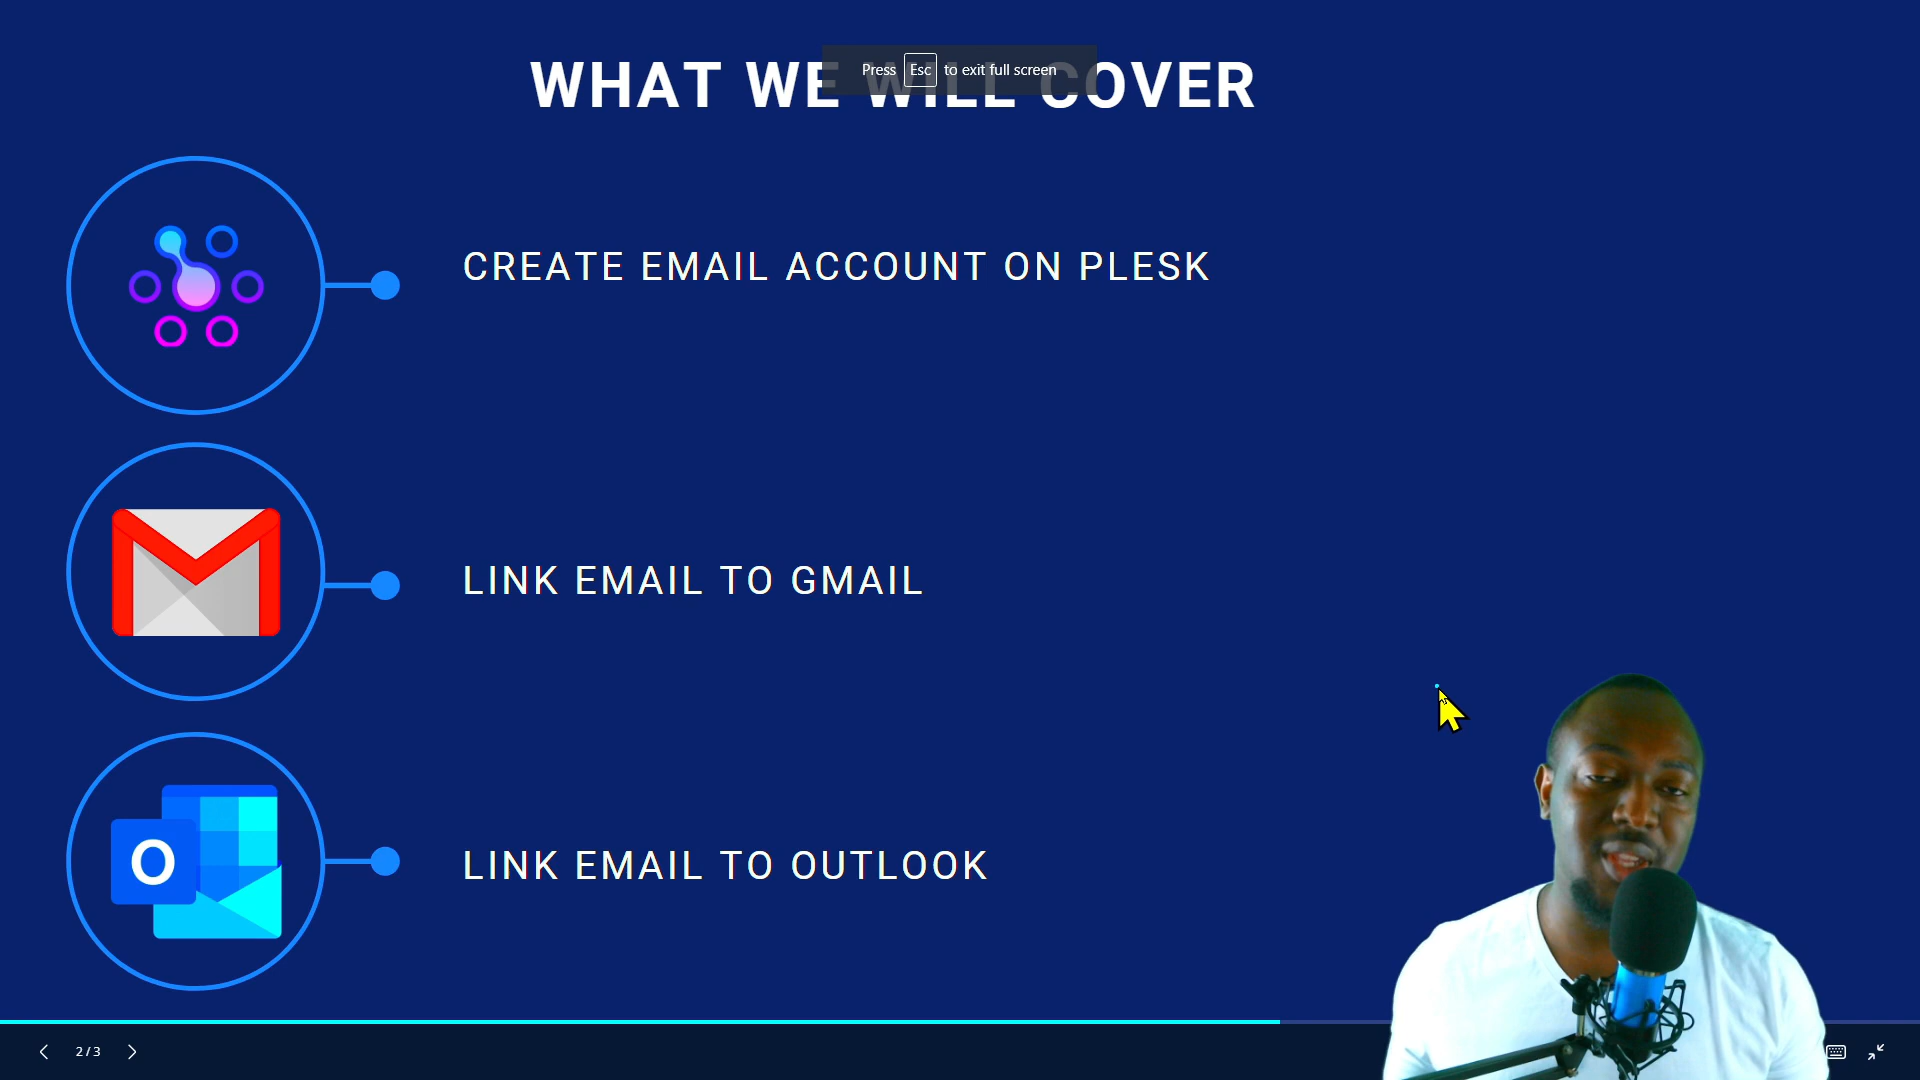 WHAT WE WILL COVER
Press Esc to exit full screen
CREATE EMAIL ACCOUNT ON PLESK
LINK EMAIL TO GMAIL
O
LINK EMAIL TO OUTLOOK
2/3